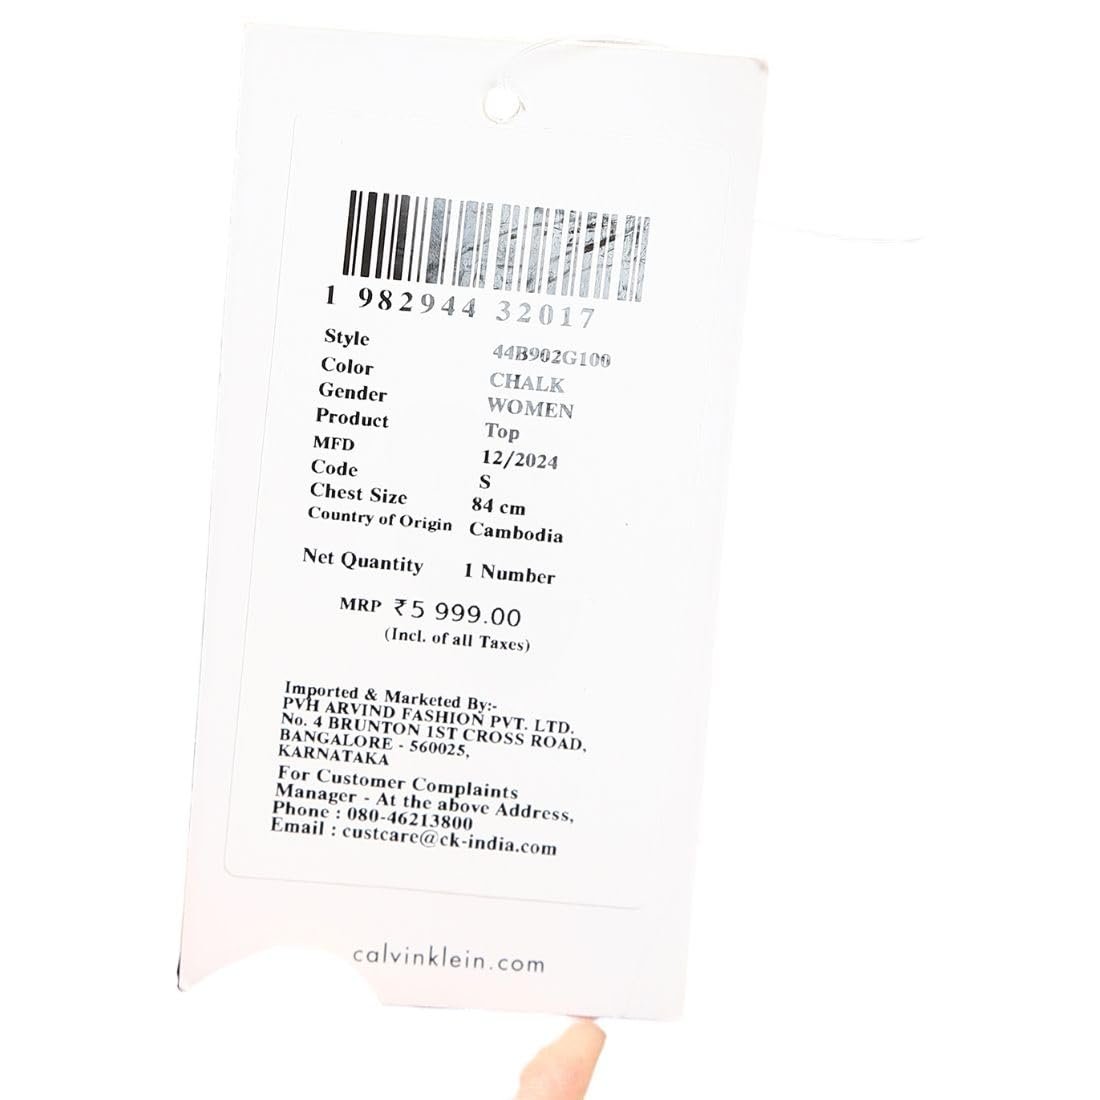 1 982944 32017
Style 44B902G100
Color CHALK
Gender WOMEN
Product Top
MFD 12/2024
Code S
Chest Size 84 cm
Country of Origin Cambodia
Net Quantity 1 Number
MRP ₹5 999.00
(Incl. of all Taxes)
Imported & Marketed By:-
PVH ARVIND FASHION PVT. LTD.
No. 4 BRUNTON 1ST CROSS ROAD,
BANGALORE - 560025,
KARNATAKA
For Customer Complaints
Manager - At the above Address,
Phone : 080-46213800
Email : custcare@ck-india.com
calvinklein.com